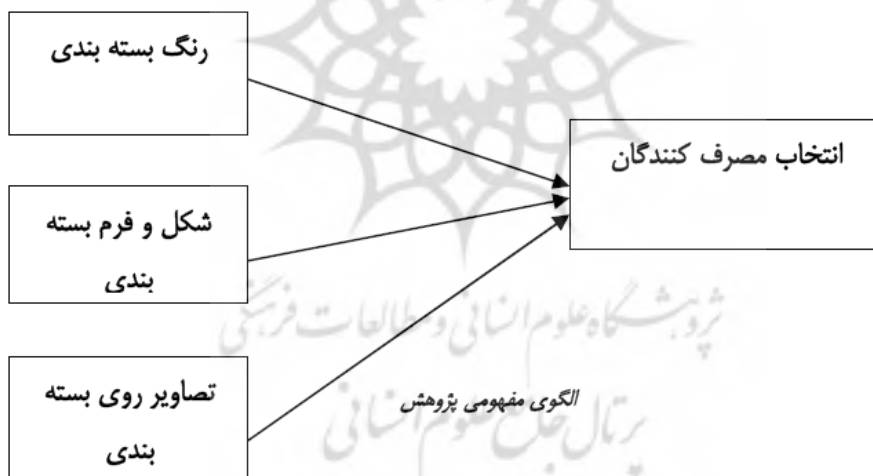 رنگ بسته بندی
انتخاب مصرف کنندگان
شکل و فرم بسته
بندی
تصاویر روی بسته
بندی
الگوی مفهومی پژوهش
پژوهشگاه علوم انسانی و مطالعات فرهنگی
پرتال جامع علوم انسانی